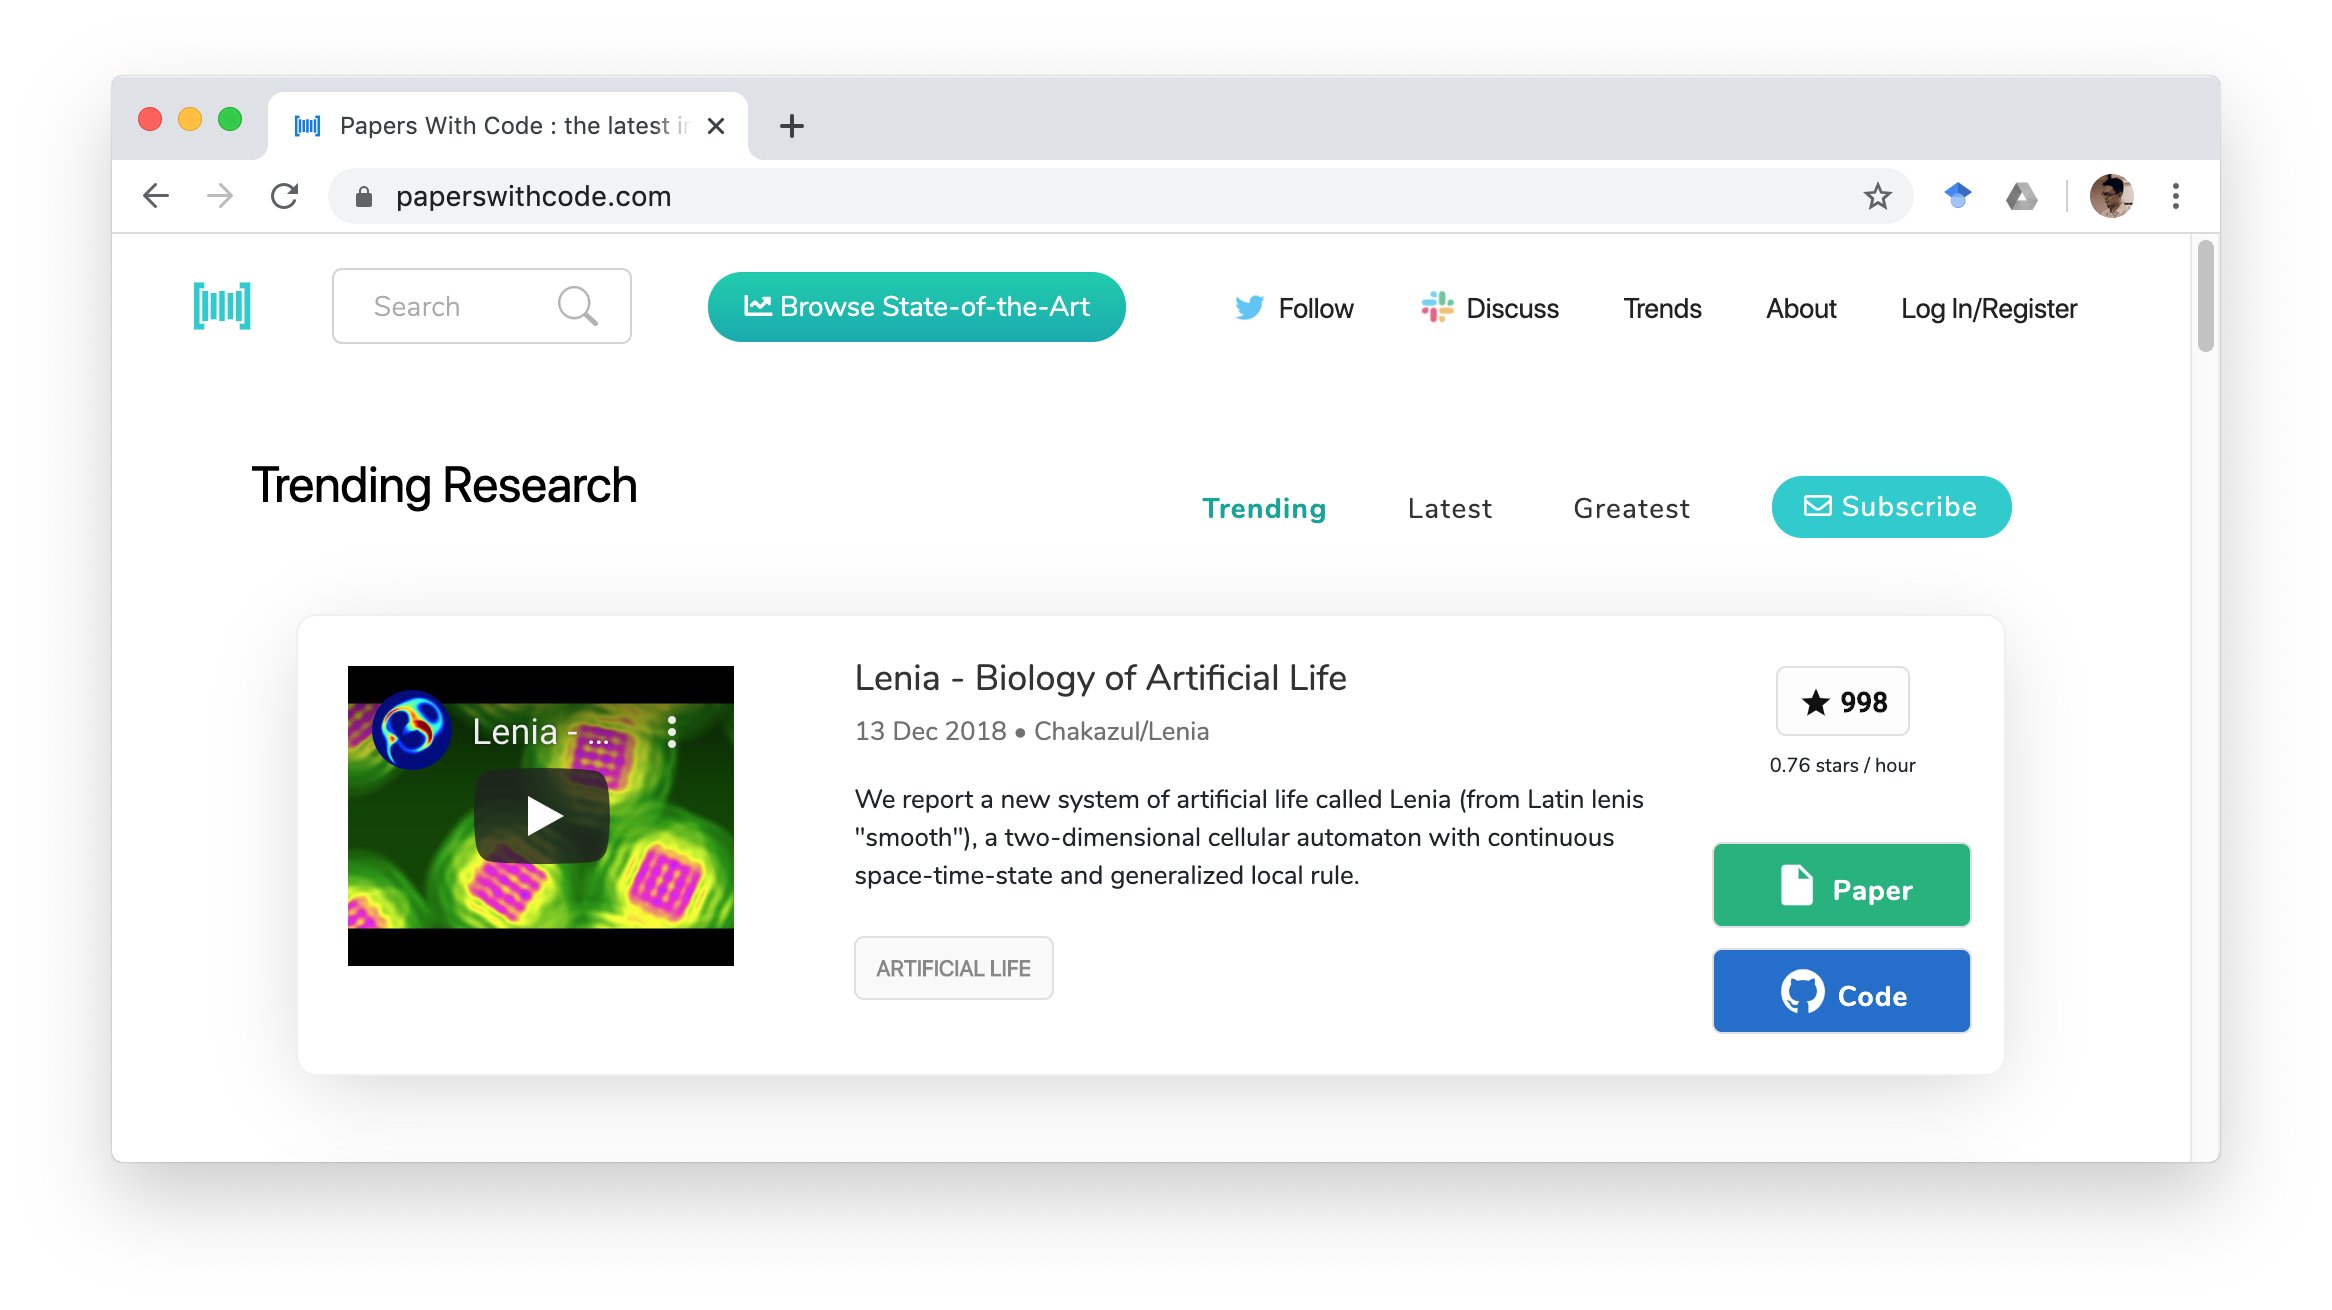 Papers With Code : the latest in
paperswithcode.com
Search
Browse State-of-the-Art
Follow
Discuss
Trends
About
Log In/Register
Trending Research
Trending
Latest
Greatest
Subscribe
Lenia - ...
Lenia - Biology of Artificial Life
13 Dec 2018 • Chakazul/Lenia
We report a new system of artificial life called Lenia (from Latin lenis
"smooth"), a two-dimensional cellular automaton with continuous
space-time-state and generalized local rule.
ARTIFICIAL LIFE
998
0.76 stars / hour
Paper
Code